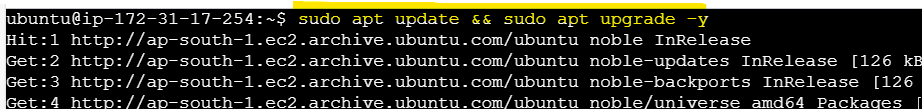 ubuntu@ip-172-31-17-254:~$ sudo apt update && sudo apt upgrade -y
Hit:1 http://ap-south-1.ec2.archive.ubuntu.com/ubuntu noble InRelease
Get:2 http://ap-south-1.ec2.archive.ubuntu.com/ubuntu noble-updates InRelease [126 kB
Get:3 http://ap-south-1.ec2.archive.ubuntu.com/ubuntu noble-backports InRelease [126
Get:4 http://ap-south-1.ec2.archive.ubuntu.com/ubuntu noble/universe amd64 Packages